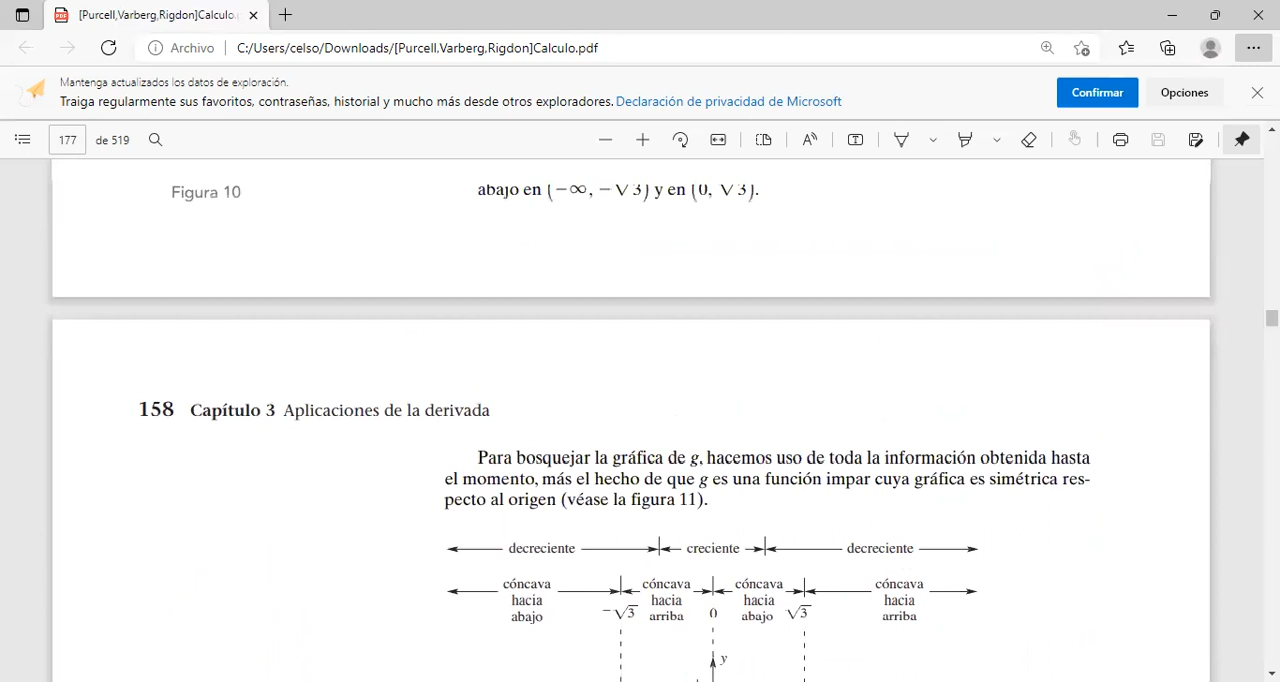 [Purcell,Varberg,Rigdon]Calculo.
Archivo C:/Users/celso/Downloads/[Purcell.Varberg,Rigdon]Calculo.pdf
Mantenga actualizados los datos de exploración.
Traiga regularmente sus favoritos, contraseñas, historial y mucho más desde otros exploradores. Declaración de privacidad de Microsoft
Confirmar
Opciones
177 de 519
Figura 10
abajo en (−∞, −√3) y en (0, √3).
158 Capítulo 3 Aplicaciones de la derivada
Para bosquejar la gráfica de g, hacemos uso de toda la información obtenida hasta
el momento, más el hecho de que g es una función impar cuya gráfica es simétrica res-
pecto al origen (véase la figura 11).
decreciente creciente decreciente
cóncava cóncava cóncava cóncava
hacia hacia hacia hacia
abajo −√3 arriba 0 abajo √3 arriba
y